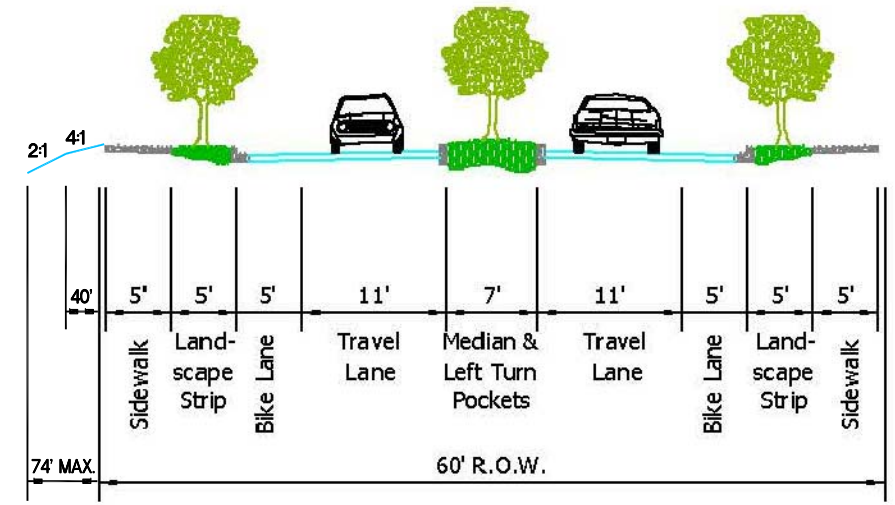 2:1
4:1
40'
5'
5'
5'
11'
7'
11'
5'
5'
5'
Sidewalk
Land-
scape
Strip
Bike Lane
Travel
Lane
Median &
Left Turn
Pockets
Travel
Lane
Bike Lane
Land-
scape
Strip
Sidewalk
74' MAX.
60' R.O.W.